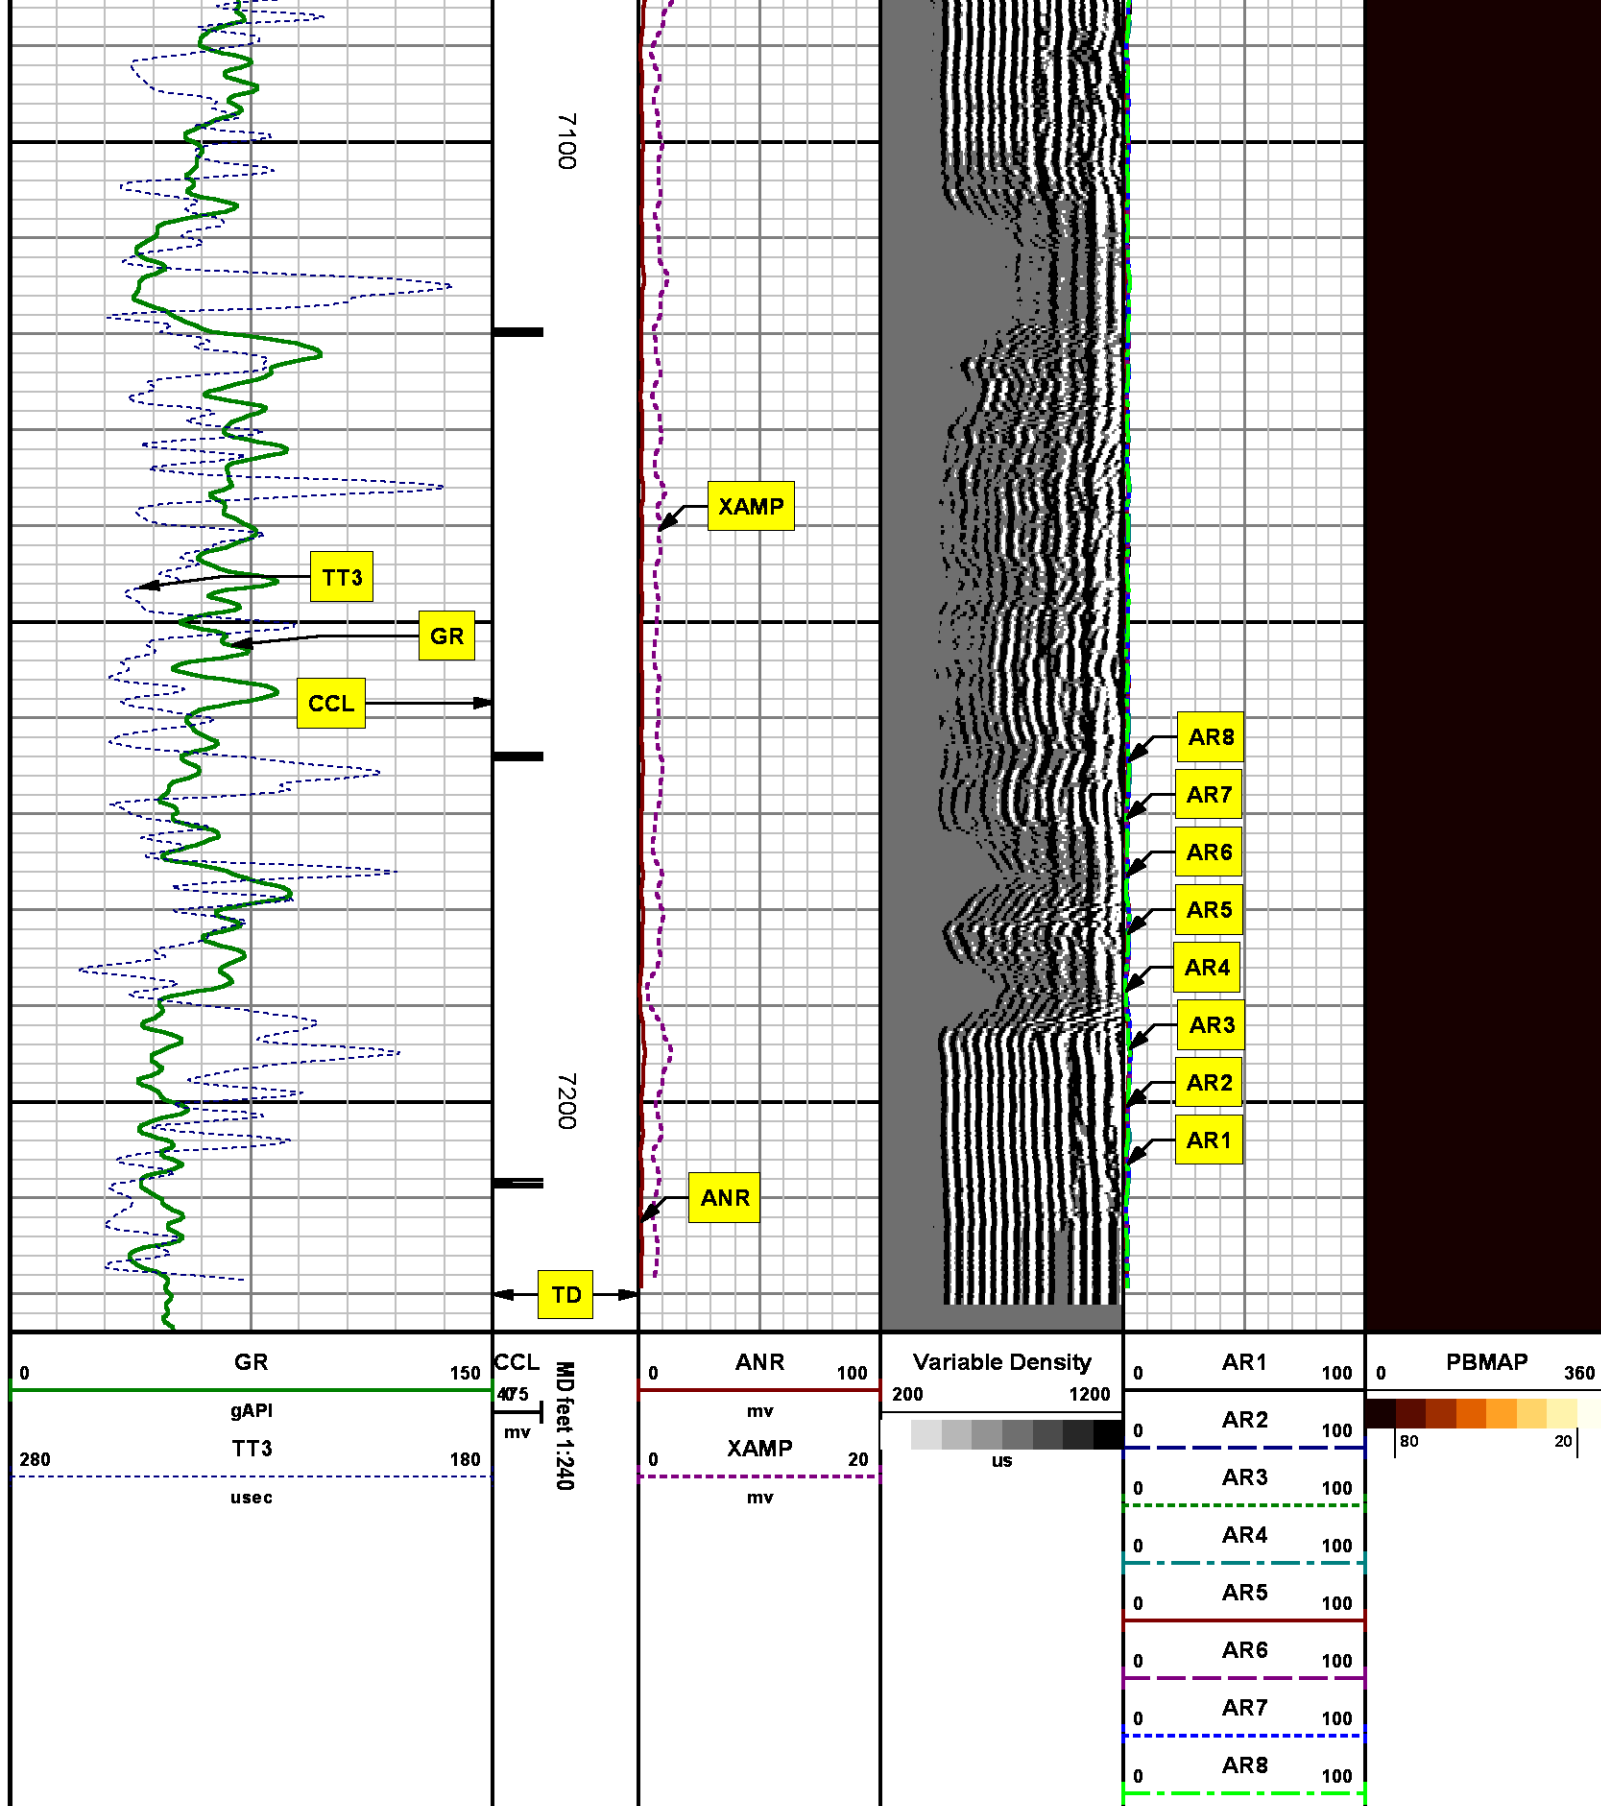 7100
XAMP
TT3
GR
CCL
AR8
AR7
AR6
AR5
AR4
AR3
AR2
7200
AR1
ANR
TD
0 GR 150
gAPI
280 TT3 180
usec
CCL
475
mv
MD feet 1:240
0 ANR 100
mv
0 XAMP 20
mv
Variable Density
200 1200
us
0 AR1 100
0 AR2 100
0 AR3 100
0 AR4 100
0 AR5 100
0 AR6 100
0 AR7 100
0 AR8 100
0 PBMAP 360
80 20